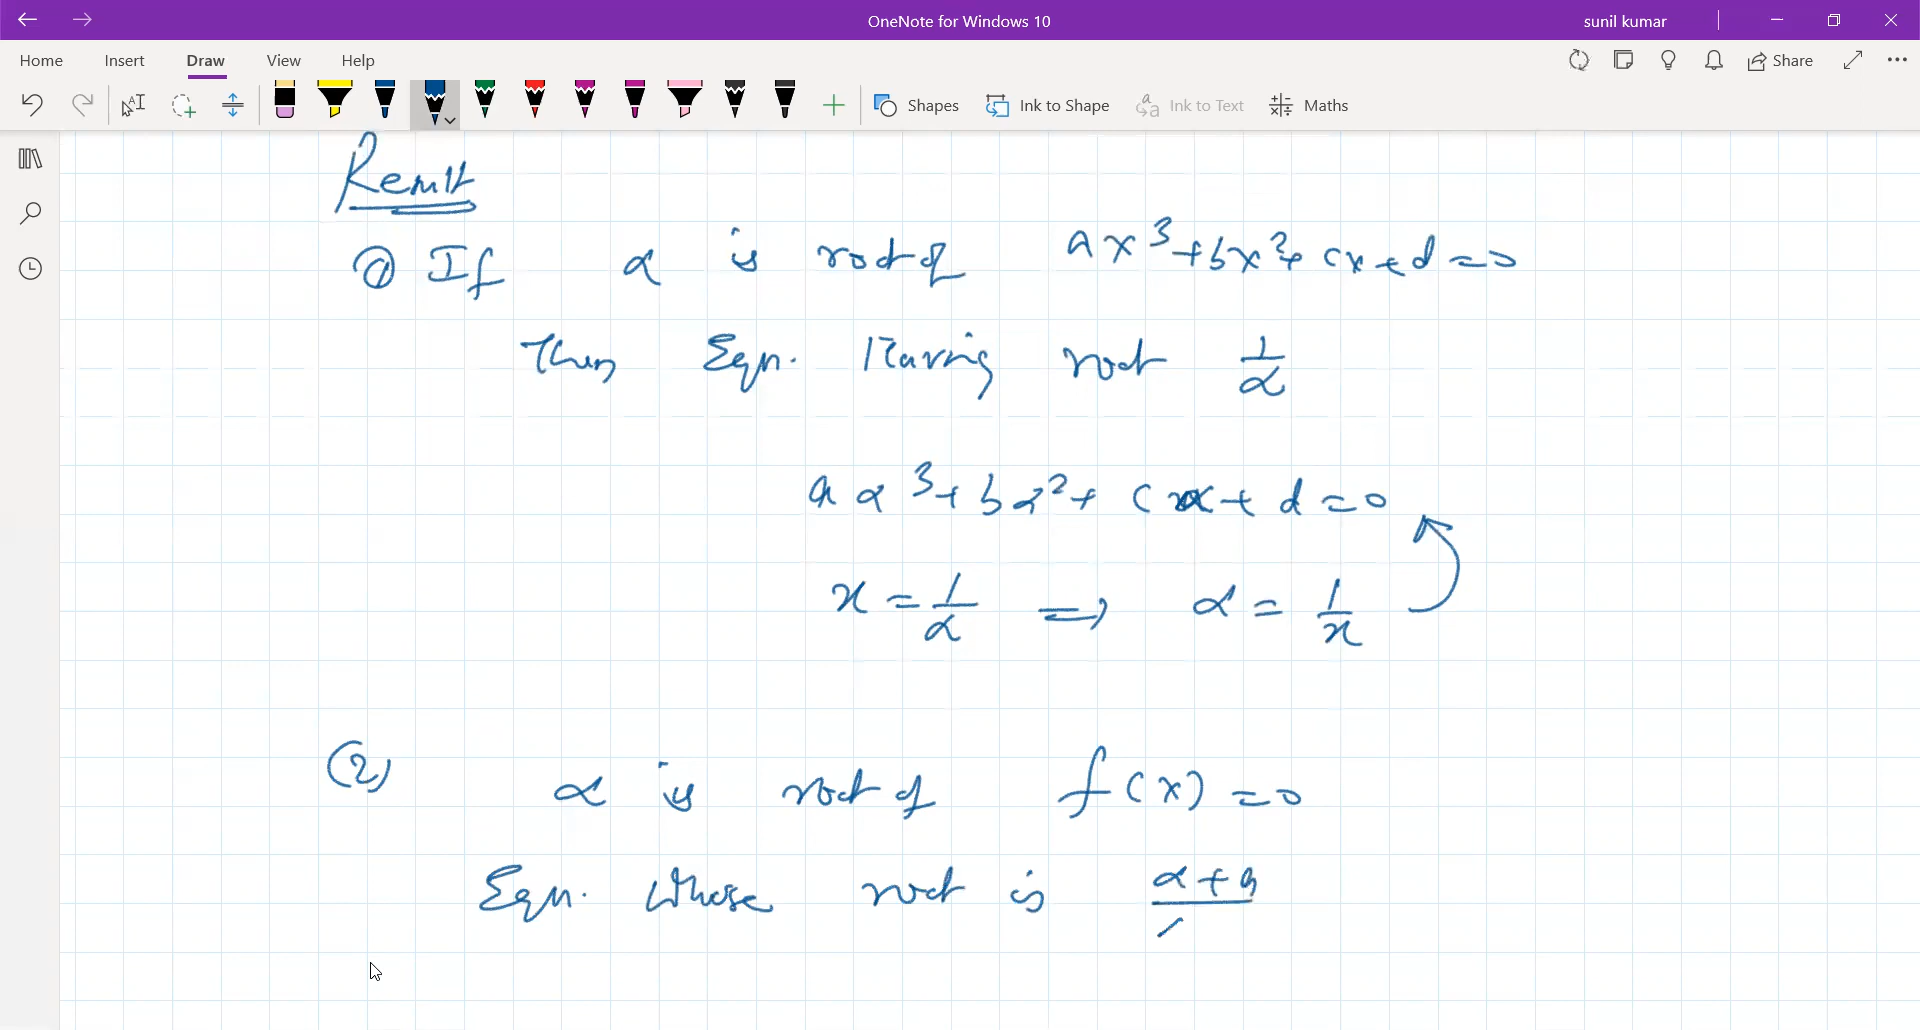 OneNote for Windows 10
sunil kumar
Home Insert Draw View Help Share
Shapes Ink to Shape Ink to Text Maths
Result
① If α is root of ax³+bx²+cx+d=0
Then Eqn. Having root 1/α
aα³+bα²+cα+d=0
x=1/α ⇒ α=1/x
(2) α is root of f(x)=0
Eqn. Whose root is α+a